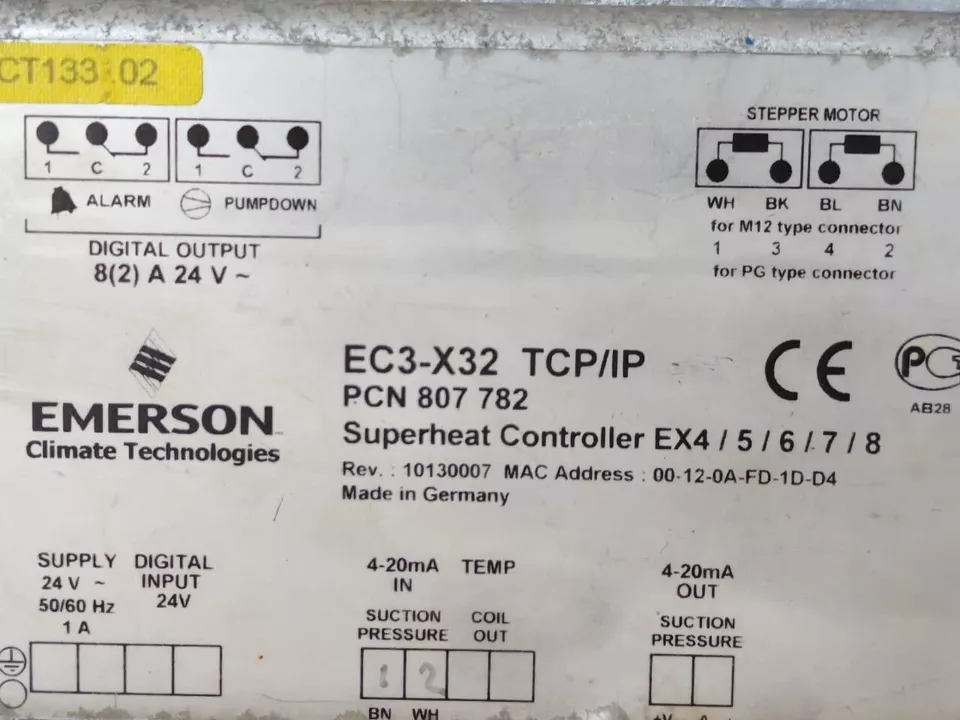 CT133 02
1 C 2 1 C 2
ALARM PUMPDOWN
DIGITAL OUTPUT
8(2) A 24 V ~
STEPPER MOTOR
WH BK BL BN
for M12 type connector
1 3 4 2
for PG type connector
EMERSON
Climate Technologies
EC3-X32 TCP/IP
PCN 807 782
Superheat Controller EX4 / 5 / 6 / 7 / 8
Rev. : 10130007 MAC Address : 00-12-0A-FD-1D-D4
Made in Germany
CE
AB28
SUPPLY
24 V ~
50/60 Hz
1 A
DIGITAL
INPUT
24V
4-20mA
IN
TEMP
SUCTION
PRESSURE
COIL
OUT
1 2
BN WH
4-20mA
OUT
SUCTION
PRESSURE